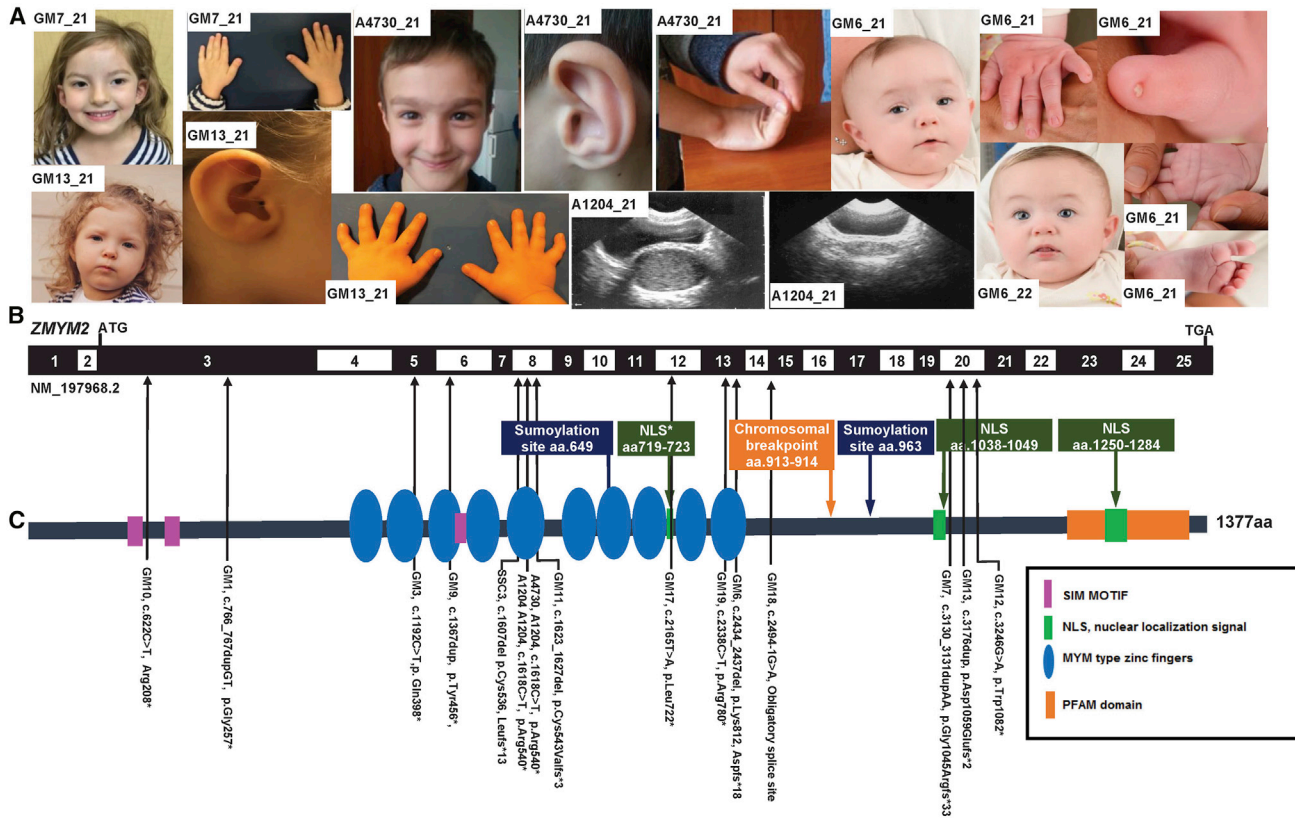 A
GM7_21
GM7_21
A4730_21
A4730_21
A4730_21
GM6_21
GM6_21
GM6_21
GM13_21
GM13_21
GM13_21
A1204_21
A1204_21
GM6_22
GM6_21
GM6_21
B
ZMYM2
ATG
TGA
1 2 3 4 5 6 7 8 9 10 11 12 13 14 15 16 17 18 19 20 21 22 23 24 25
NM_197968.2
Sumoylation
site aa.649
NLS*
aa719-723
Chromosomal
breakpoint
aa.913-914
Sumoylation
site aa.963
NLS
aa.1038-1049
NLS
aa.1250-1284
C
1377aa
GM10, c.622C>T, Arg208*
GM1, c.766_767dupGT, p.Gly257*
GM3, c.1192C>T,p. Gln398*
GM9, c.1367dup, p.Tyr456*,
SSC3, c.1607del p.Cys536, Leufs*13
A1204 A1204, c.1618C>T, p.Arg540*
A4730, A1204, c.1618C>T, p.Arg540*
GM11, c.1623_1627del, p.Cys543Valfs*3
GM17, c.2165T>A, p.Leu722*
GM19, c.2338C>T, p.Arg780*
GM6, c.2434_2437del, p.Lys812, Aspfs*18
GM18, c.2494-1G>A, Obligatory splice site
GM7, c.3130_3131dupAA, p.Gly1045Argfs*33
GM13, c.3176dup, p.Asp1059Glufs*2
GM12, c.3246G>A, p.Trp1082*
SIM MOTIF
NLS, nuclear localization signal
MYM type zinc fingers
PFAM domain